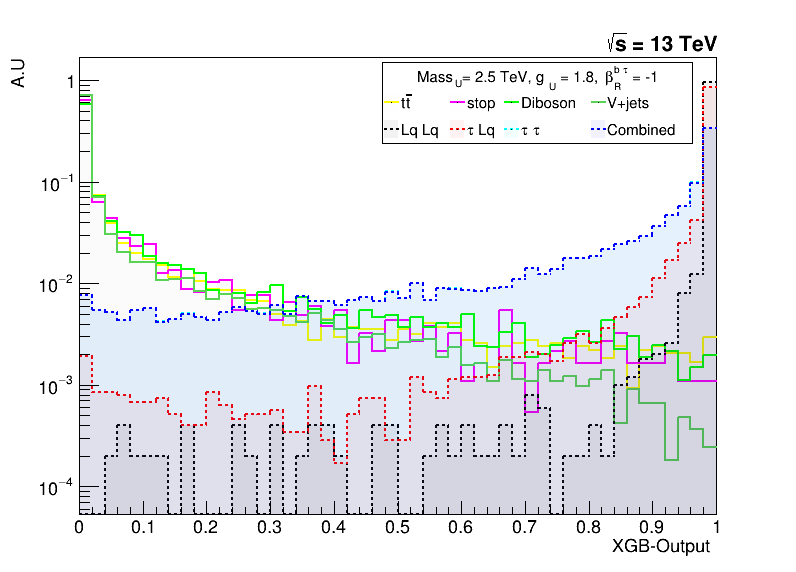 √s = 13 TeV
A.U
Mass_U = 2.5 TeV, g_U = 1.8, β_R^{b τ} = -1
tt̄ stop Diboson V+jets
Lq Lq τ Lq τ τ Combined
1
10⁻¹
10⁻²
10⁻³
10⁻⁴
0 0.1 0.2 0.3 0.4 0.5 0.6 0.7 0.8 0.9 1
XGB-Output